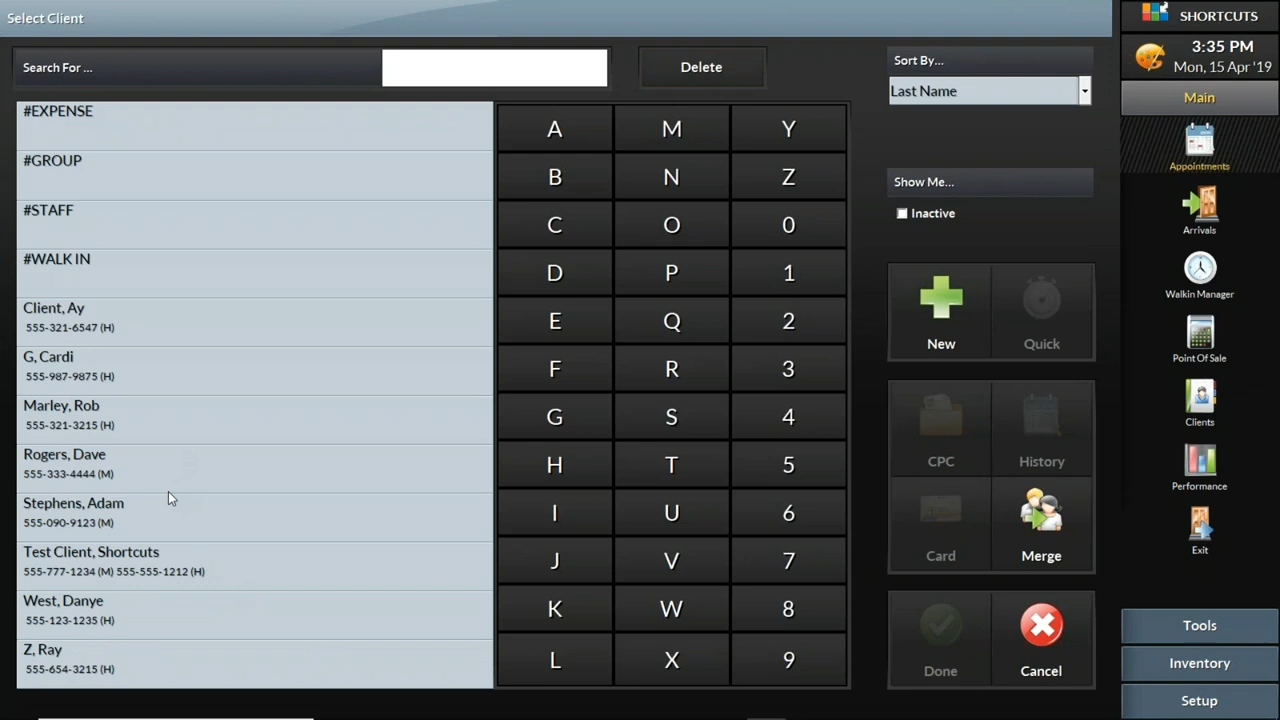 Select Client
SHORTCUTS
3:35 PM
Mon, 15 Apr '19
Search For ...
Delete
Sort By...
Last Name
Main
#EXPENSE
#GROUP
#STAFF
#WALK IN
Client, Ay
555-321-6547 (H)
G, Cardi
555-987-9875 (H)
Marley, Rob
555-321-3215 (H)
Rogers, Dave
555-333-4444 (M)
Stephens, Adam
555-090-9123 (M)
Test Client, Shortcuts
555-777-1234 (M) 555-555-1212 (H)
West, Danye
555-123-1235 (H)
Z, Ray
555-654-3215 (H)
A M Y
B N Z
C O 0
D P 1
E Q 2
F R 3
G S 4
H T 5
I U 6
J V 7
K W 8
L X 9
Show Me...
Inactive
New
Quick
CPC
History
Card
Merge
Done
Cancel
Appointments
Arrivals
Walkin Manager
Point Of Sale
Clients
Performance
Exit
Tools
Inventory
Setup